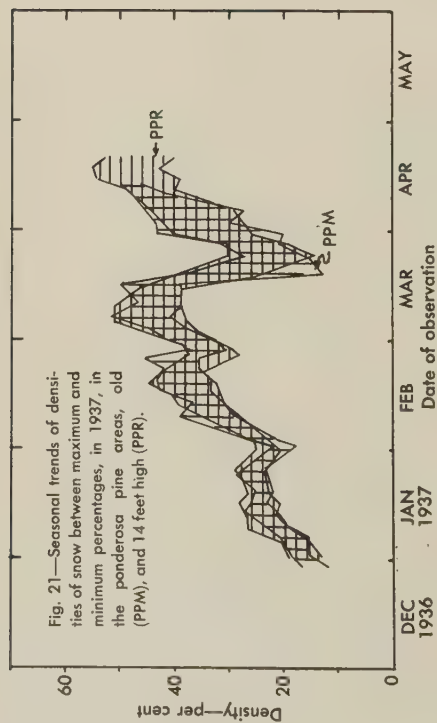 Fig. 21—Seasonal trends of densi-
ties of snow between maximum and
minimum percentages, in 1937, in
the ponderosa pine areas, old
(PPM), and 14 feet high (PPR).
Density—per cent
60
40
20
0
PPR
PPM
DEC
JAN
FEB
MAR
APR
MAY
1936
1937
Date of observation